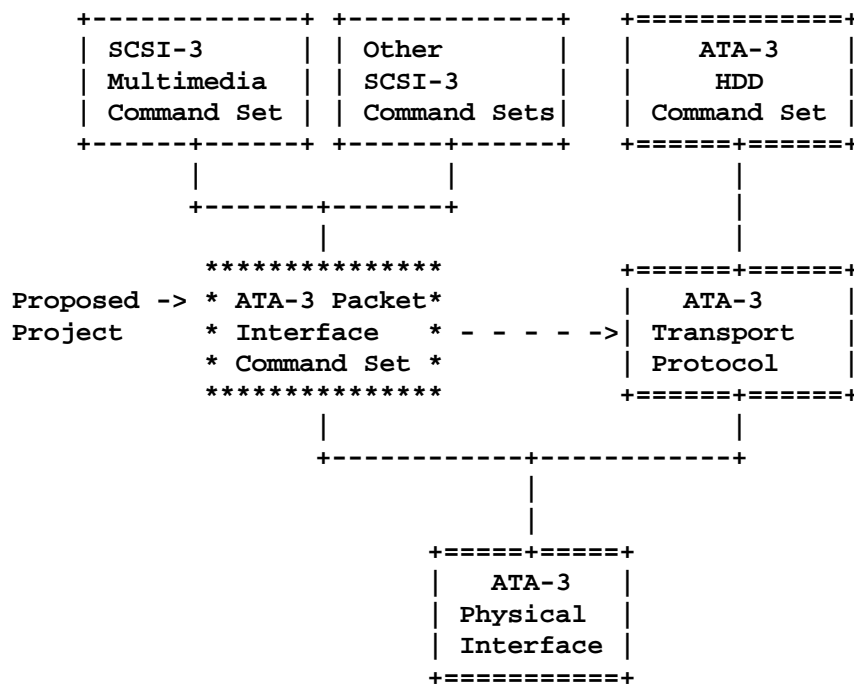 SCSI-3
Multimedia
Command Set
Other
SCSI-3
Command Sets
ATA-3
HDD
Command Set
Proposed ->
Project
ATA-3 Packet
Interface
Command Set
ATA-3
Transport
Protocol
ATA-3
Physical
Interface